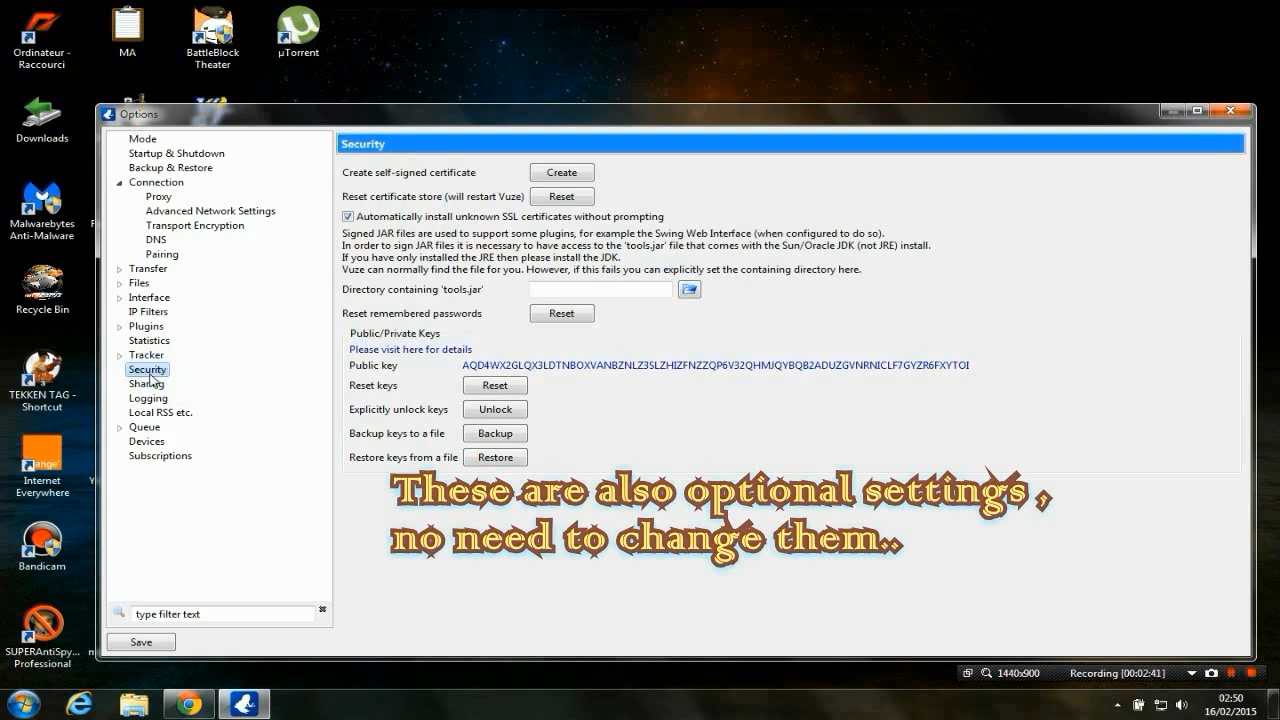 Ordinateur -
Raccourci
MA
BattleBlock
Theater
µTorrent
Downloads
Malwarebytes
Anti-Malware
Recycle Bin
TEKKEN TAG -
Shortcut
Internet
Everywhere
Bandicam
SUPERAntiSpy...
Professional
Options
Mode
Startup & Shutdown
Backup & Restore
Connection
Proxy
Advanced Network Settings
Transport Encryption
DNS
Pairing
Transfer
Files
Interface
IP Filters
Plugins
Statistics
Tracker
Security
Sharing
Logging
Local RSS etc.
Queue
Devices
Subscriptions
type filter text
Save
Security
Create self-signed certificate Create
Reset certificate store (will restart Vuze) Reset
Automatically install unknown SSL certificates without prompting
Signed JAR files are used to support some plugins, for example the Swing Web Interface (when configured to do so).
In order to sign JAR files it is necessary to have access to the 'tools.jar' file that comes with the Sun/Oracle JDK (not JRE) install.
If you have only installed the JRE then please install the JDK.
Vuze can normally find the file for you. However, if this fails you can explicitly set the containing directory here.
Directory containing 'tools.jar'
Reset remembered passwords Reset
Public/Private Keys
Please visit here for details
Public key AQD4WX2GLQX3LDTNBOXVANBZNLZ3SLZHIZFNZZQP6V32QHMJQYBQB2ADUZGVNRNICLF7GYZR6FXYTOI
Reset keys Reset
Explicitly unlock keys Unlock
Backup keys to a file Backup
Restore keys from a file Restore
These are also optional settings ,
no need to change them..
1440x900 Recording [00:02:41]
02:50
16/02/2015